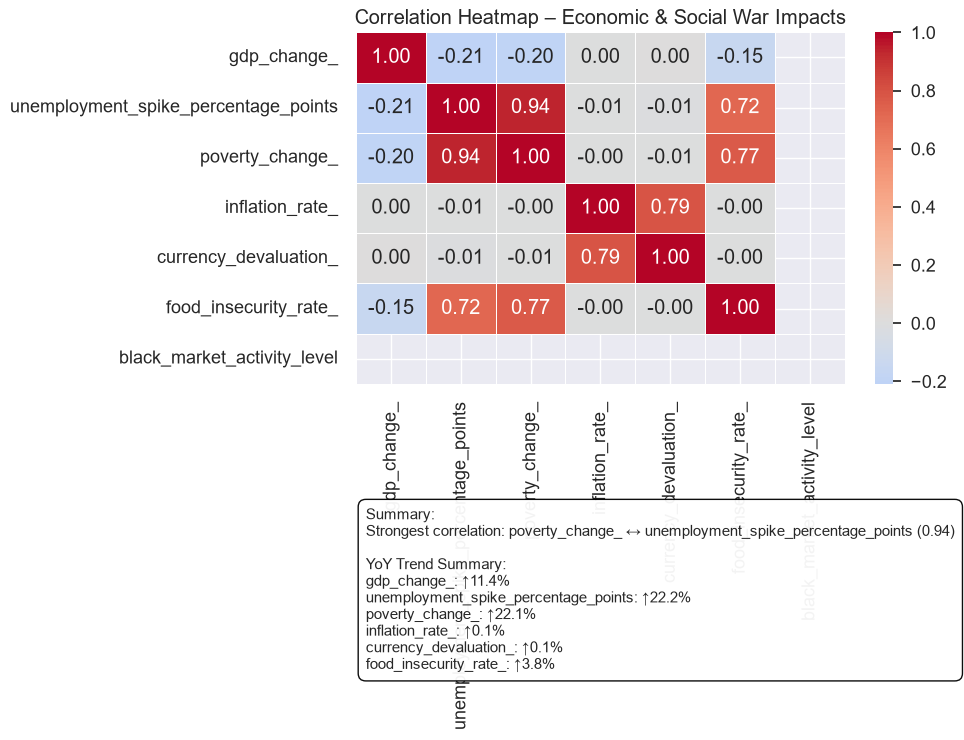 Correlation Heatmap – Economic & Social War Impacts
gdp_change_ 1.00 -0.21 -0.20 0.00 0.00 -0.15
unemployment_spike_percentage_points -0.21 1.00 0.94 -0.01 -0.01 0.72
poverty_change_ -0.20 0.94 1.00 -0.00 -0.01 0.77
inflation_rate_ 0.00 -0.01 -0.00 1.00 0.79 -0.00
currency_devaluation_ 0.00 -0.01 -0.01 0.79 1.00 -0.00
food_insecurity_rate_ -0.15 0.72 0.77 -0.00 -0.00 1.00
black_market_activity_level
1.0
0.8
0.6
0.4
0.2
0.0
−0.2
gdp_change_
unemployment_spike_percentage_points
poverty_change_
inflation_rate_
currency_devaluation_
food_insecurity_rate_
black_market_activity_level
Summary:
Strongest correlation: poverty_change_ ↔ unemployment_spike_percentage_points (0.94)
YoY Trend Summary:
gdp_change_: ↑11.4%
unemployment_spike_percentage_points: ↑22.2%
poverty_change_: ↑22.1%
inflation_rate_: ↑0.1%
currency_devaluation_: ↑0.1%
food_insecurity_rate_: ↑3.8%